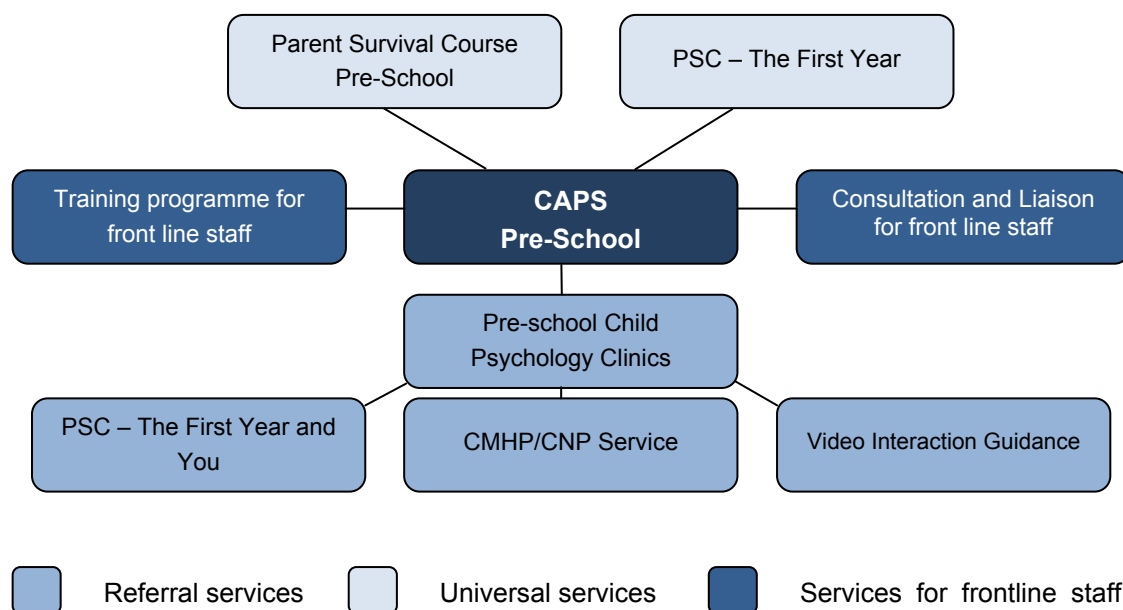 Parent Survival Course
Pre-School
PSC – The First Year
Training programme for
front line staff
CAPS
Pre-School
Consultation and Liaison
for front line staff
Pre-school Child
Psychology Clinics
PSC – The First Year and
You
CMHP/CNP Service
Video Interaction Guidance
Referral services
Universal services
Services for frontline staff